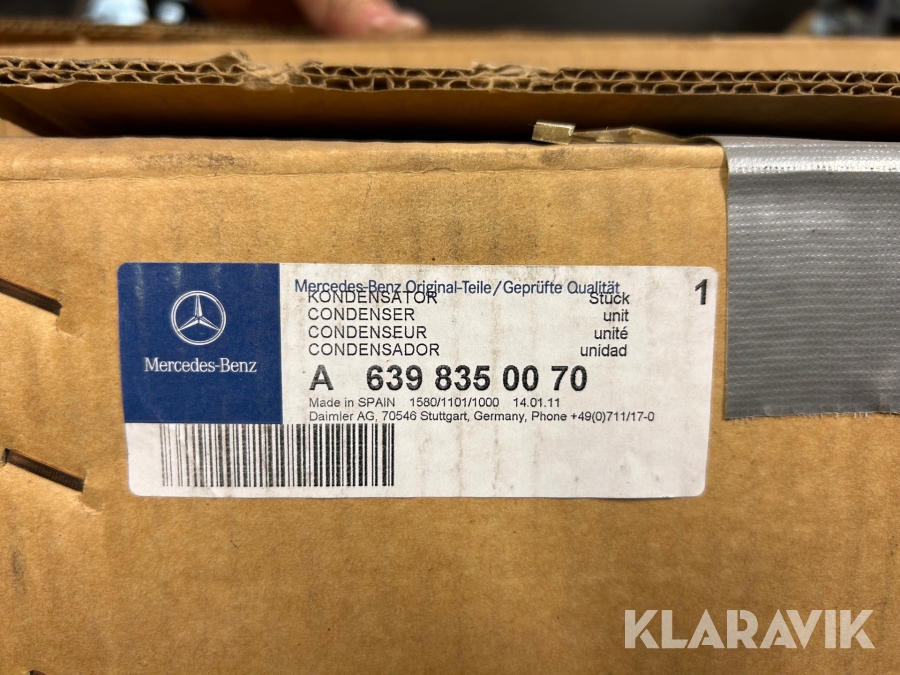 Mercedes-Benz Original-Teile/Geprüfte Qualität
KONDENSATOR Stück 1
CONDENSER unit
CONDENSEUR unité
CONDENSADOR unidad
Mercedes-Benz
A 639 835 00 70
Made in SPAIN 1580/1101/1000 14.01.11
Daimler AG, 70546 Stuttgart, Germany, Phone +49(0)711/17-0
KLARAVIK